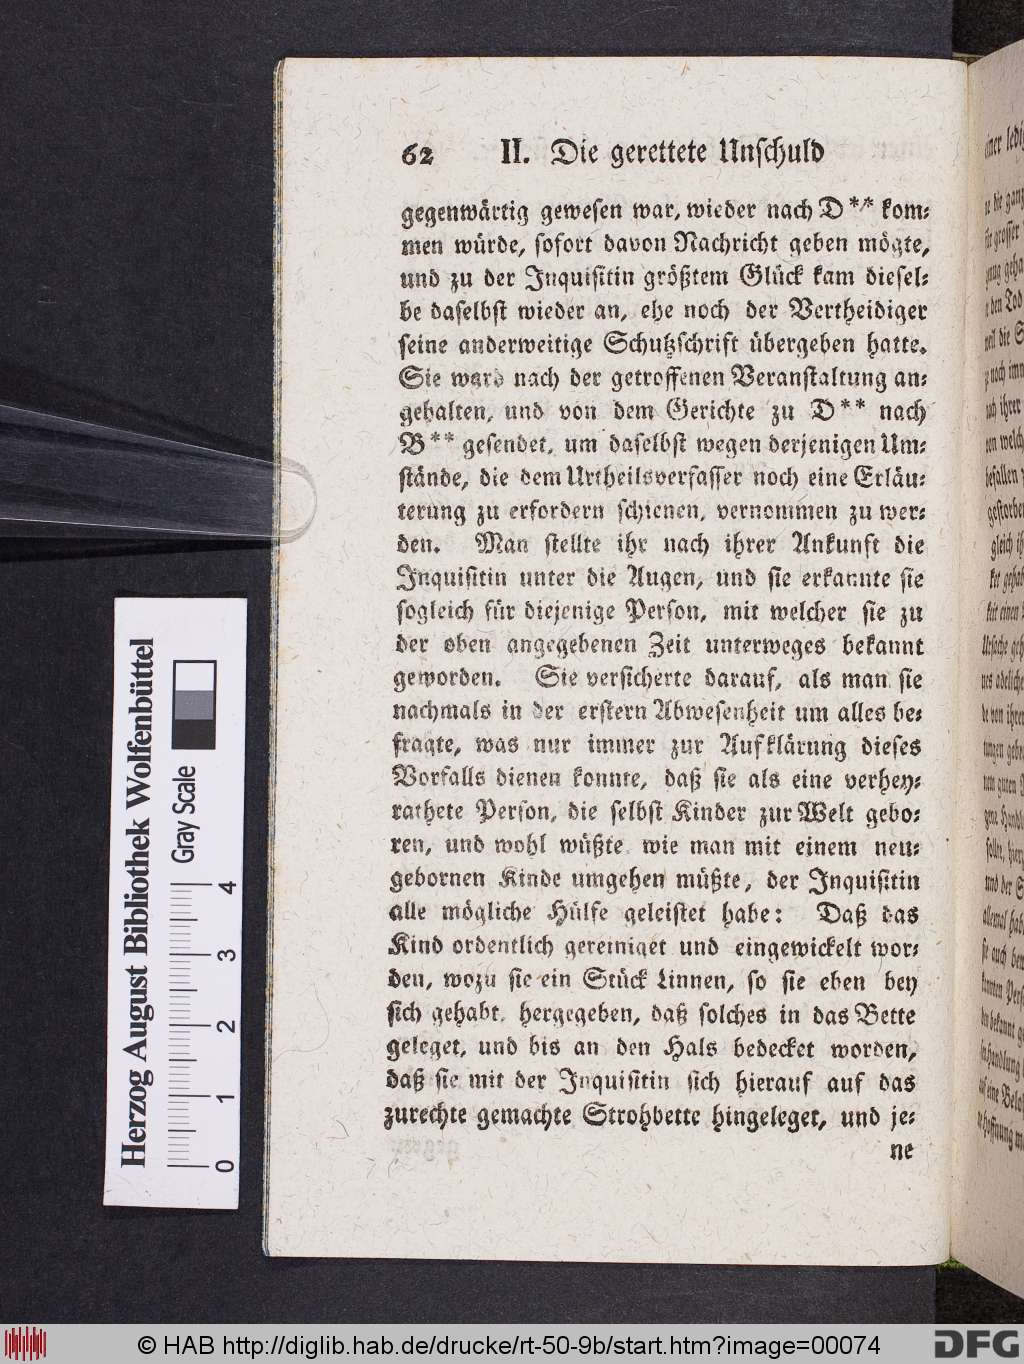 62 II. Die gerettete Unſchuld
gegenwärtig geweſen war, wieder nach D** kom⸗
men würde, ſofort davon Nachricht geben mögte,
und zu der Inquiſitin größtem Glück kam dieſel⸗
be daſelbſt wieder an, ehe noch der Vertheidiger
ſeine anderweitige Schutzſchrift übergeben hatte.
Sie ward nach der getroffenen Veranſtaltung an⸗
gehalten, und von dem Gerichte zu D** nach
B** geſendet, um daſelbſt wegen derjenigen Um⸗
ſtände, die dem Urtheilsverfaſſer noch eine Erläu⸗
terung zu erfordern ſchienen, vernommen zu wer⸗
den. Man ſtellte ihr nach ihrer Ankunft die
Inquiſitin unter die Augen, und ſie erkannte ſie
ſogleich für diejenige Perſon, mit welcher ſie zu
der oben angegebenen Zeit unterweges bekannt
geworden. Sie verſicherte darauf, als man ſie
nachmals in der erſtern Abweſenheit um alles be⸗
fragte, was nur immer zur Aufklärung dieſes
Vorfalls dienen konnte, daß ſie als eine verhey⸗
rathete Perſon, die ſelbſt Kinder zur Welt gebo⸗
ren, und wohl wüßte, wie man mit einem neu⸗
gebornen Kinde umgehen müßte, der Inquiſitin
alle mögliche Hülfe geleiſtet habe: Daß das
Kind ordentlich gereiniget und eingewickelt wor⸗
den, wozu ſie ein Stück Linnen, ſo ſie eben bey
ſich gehabt, hergegeben, daß ſolches in das Bette
geleget, und bis an den Hals bedecket worden,
daß ſie mit der Inquiſitin ſich hierauf auf das
zurechte gemachte Strohbette hingeleget, und je⸗
ne
Herzog August Bibliothek Wolfenbüttel
Gray Scale
0 1 2 3 4
© HAB http://diglib.hab.de/drucke/rt-50-9b/start.htm?image=00074
DFG